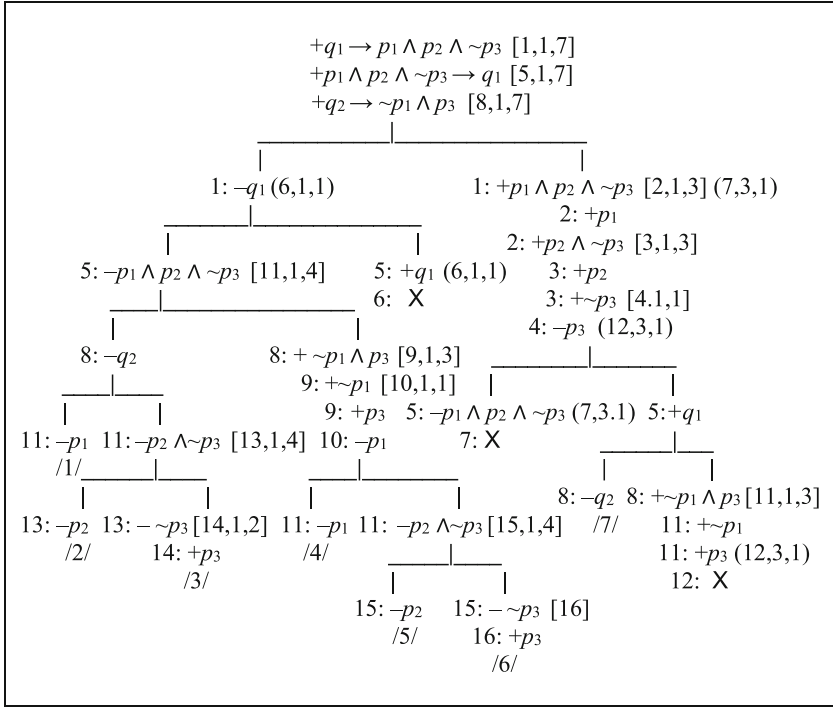 +q1 → p1 ∧ p2 ∧ ~p3 [1,1,7]
+p1 ∧ p2 ∧ ~p3 → q1 [5,1,7]
+q2 → ~p1 ∧ p3 [8,1,7]
1: –q1 (6,1,1) 1: +p1 ∧ p2 ∧ ~p3 [2,1,3] (7,3,1)
2: +p1
2: +p2 ∧ ~p3 [3,1,3]
5: –p1 ∧ p2 ∧ ~p3 [11,1,4] 5: +q1 (6,1,1) 3: +p2
6: X 3: +~p3 [4.1,1]
4: –p3 (12,3,1)
8: –q2 8: + ~p1 ∧ p3 [9,1,3]
9: +~p1 [10,1,1]
9: +p3 5: –p1 ∧ p2 ∧ ~p3 (7,3.1) 5:+q1
11: –p1 11: –p2 ∧~p3 [13,1,4] 10: –p1 7: X
/1/
8: –q2 8: +~p1 ∧ p3 [11,1,3]
13: –p2 13: – ~p3 [14,1,2] 11: –p1 11: –p2 ∧~p3 [15,1,4] /7/ 11: +~p1
/2/ 14: +p3 /4/ 11: +p3 (12,3,1)
/3/ 12: X
15: –p2 15: – ~p3 [16]
/5/ 16: +p3
/6/